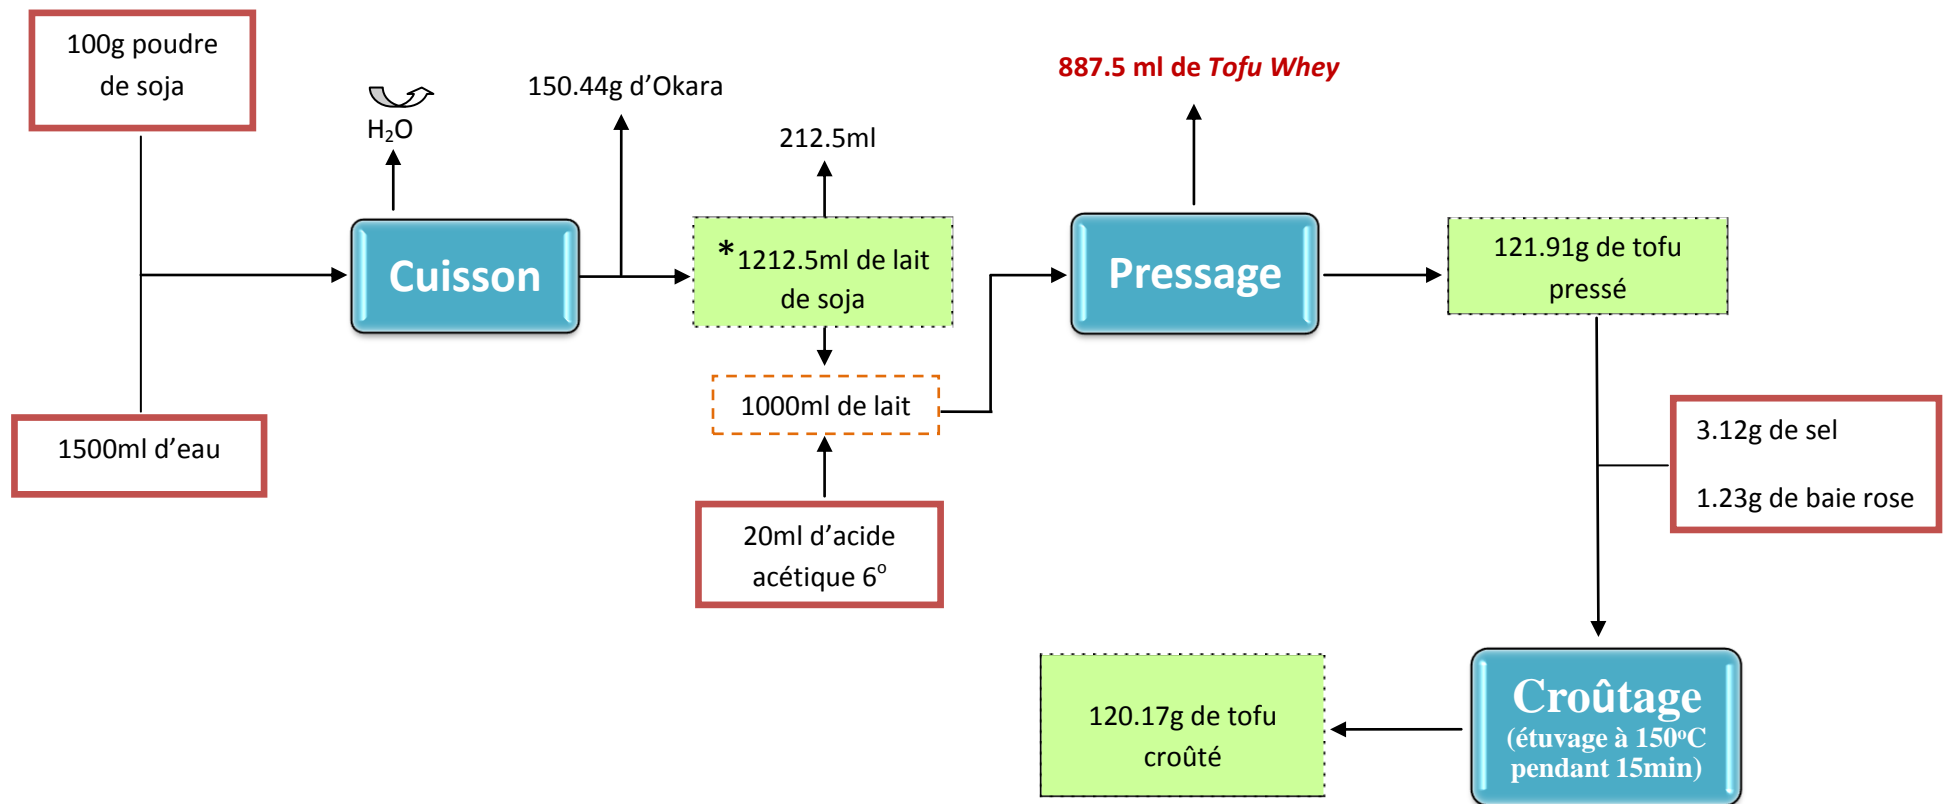 100g poudre
de soja
1500ml d’eau
H₂O
Cuisson
150.44g d’Okara
212.5ml
*1212.5ml de lait
de soja
1000ml de lait
20ml d’acide
acétique 6°
887.5 ml de Tofu Whey
Pressage
121.91g de tofu
pressé
3.12g de sel
1.23g de baie rose
Croûtage
(étuvage à 150°C
pendant 15min)
120.17g de tofu
croûté